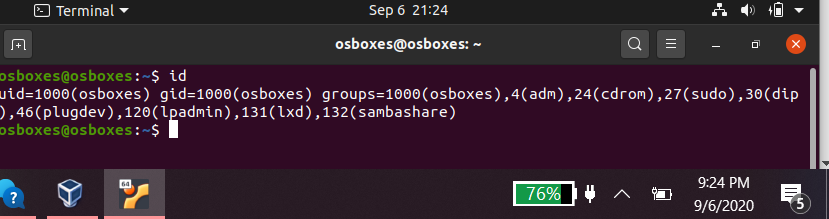 Terminal Sep 6 21:24
osboxes@osboxes: ~
osboxes@osboxes:~$ id
uid=1000(osboxes) gid=1000(osboxes) groups=1000(osboxes),4(adm),24(cdrom),27(sudo),30(dip
),46(plugdev),120(lpadmin),131(lxd),132(sambashare)
osboxes@osboxes:~$
64
76%
9:24 PM
9/6/2020
5